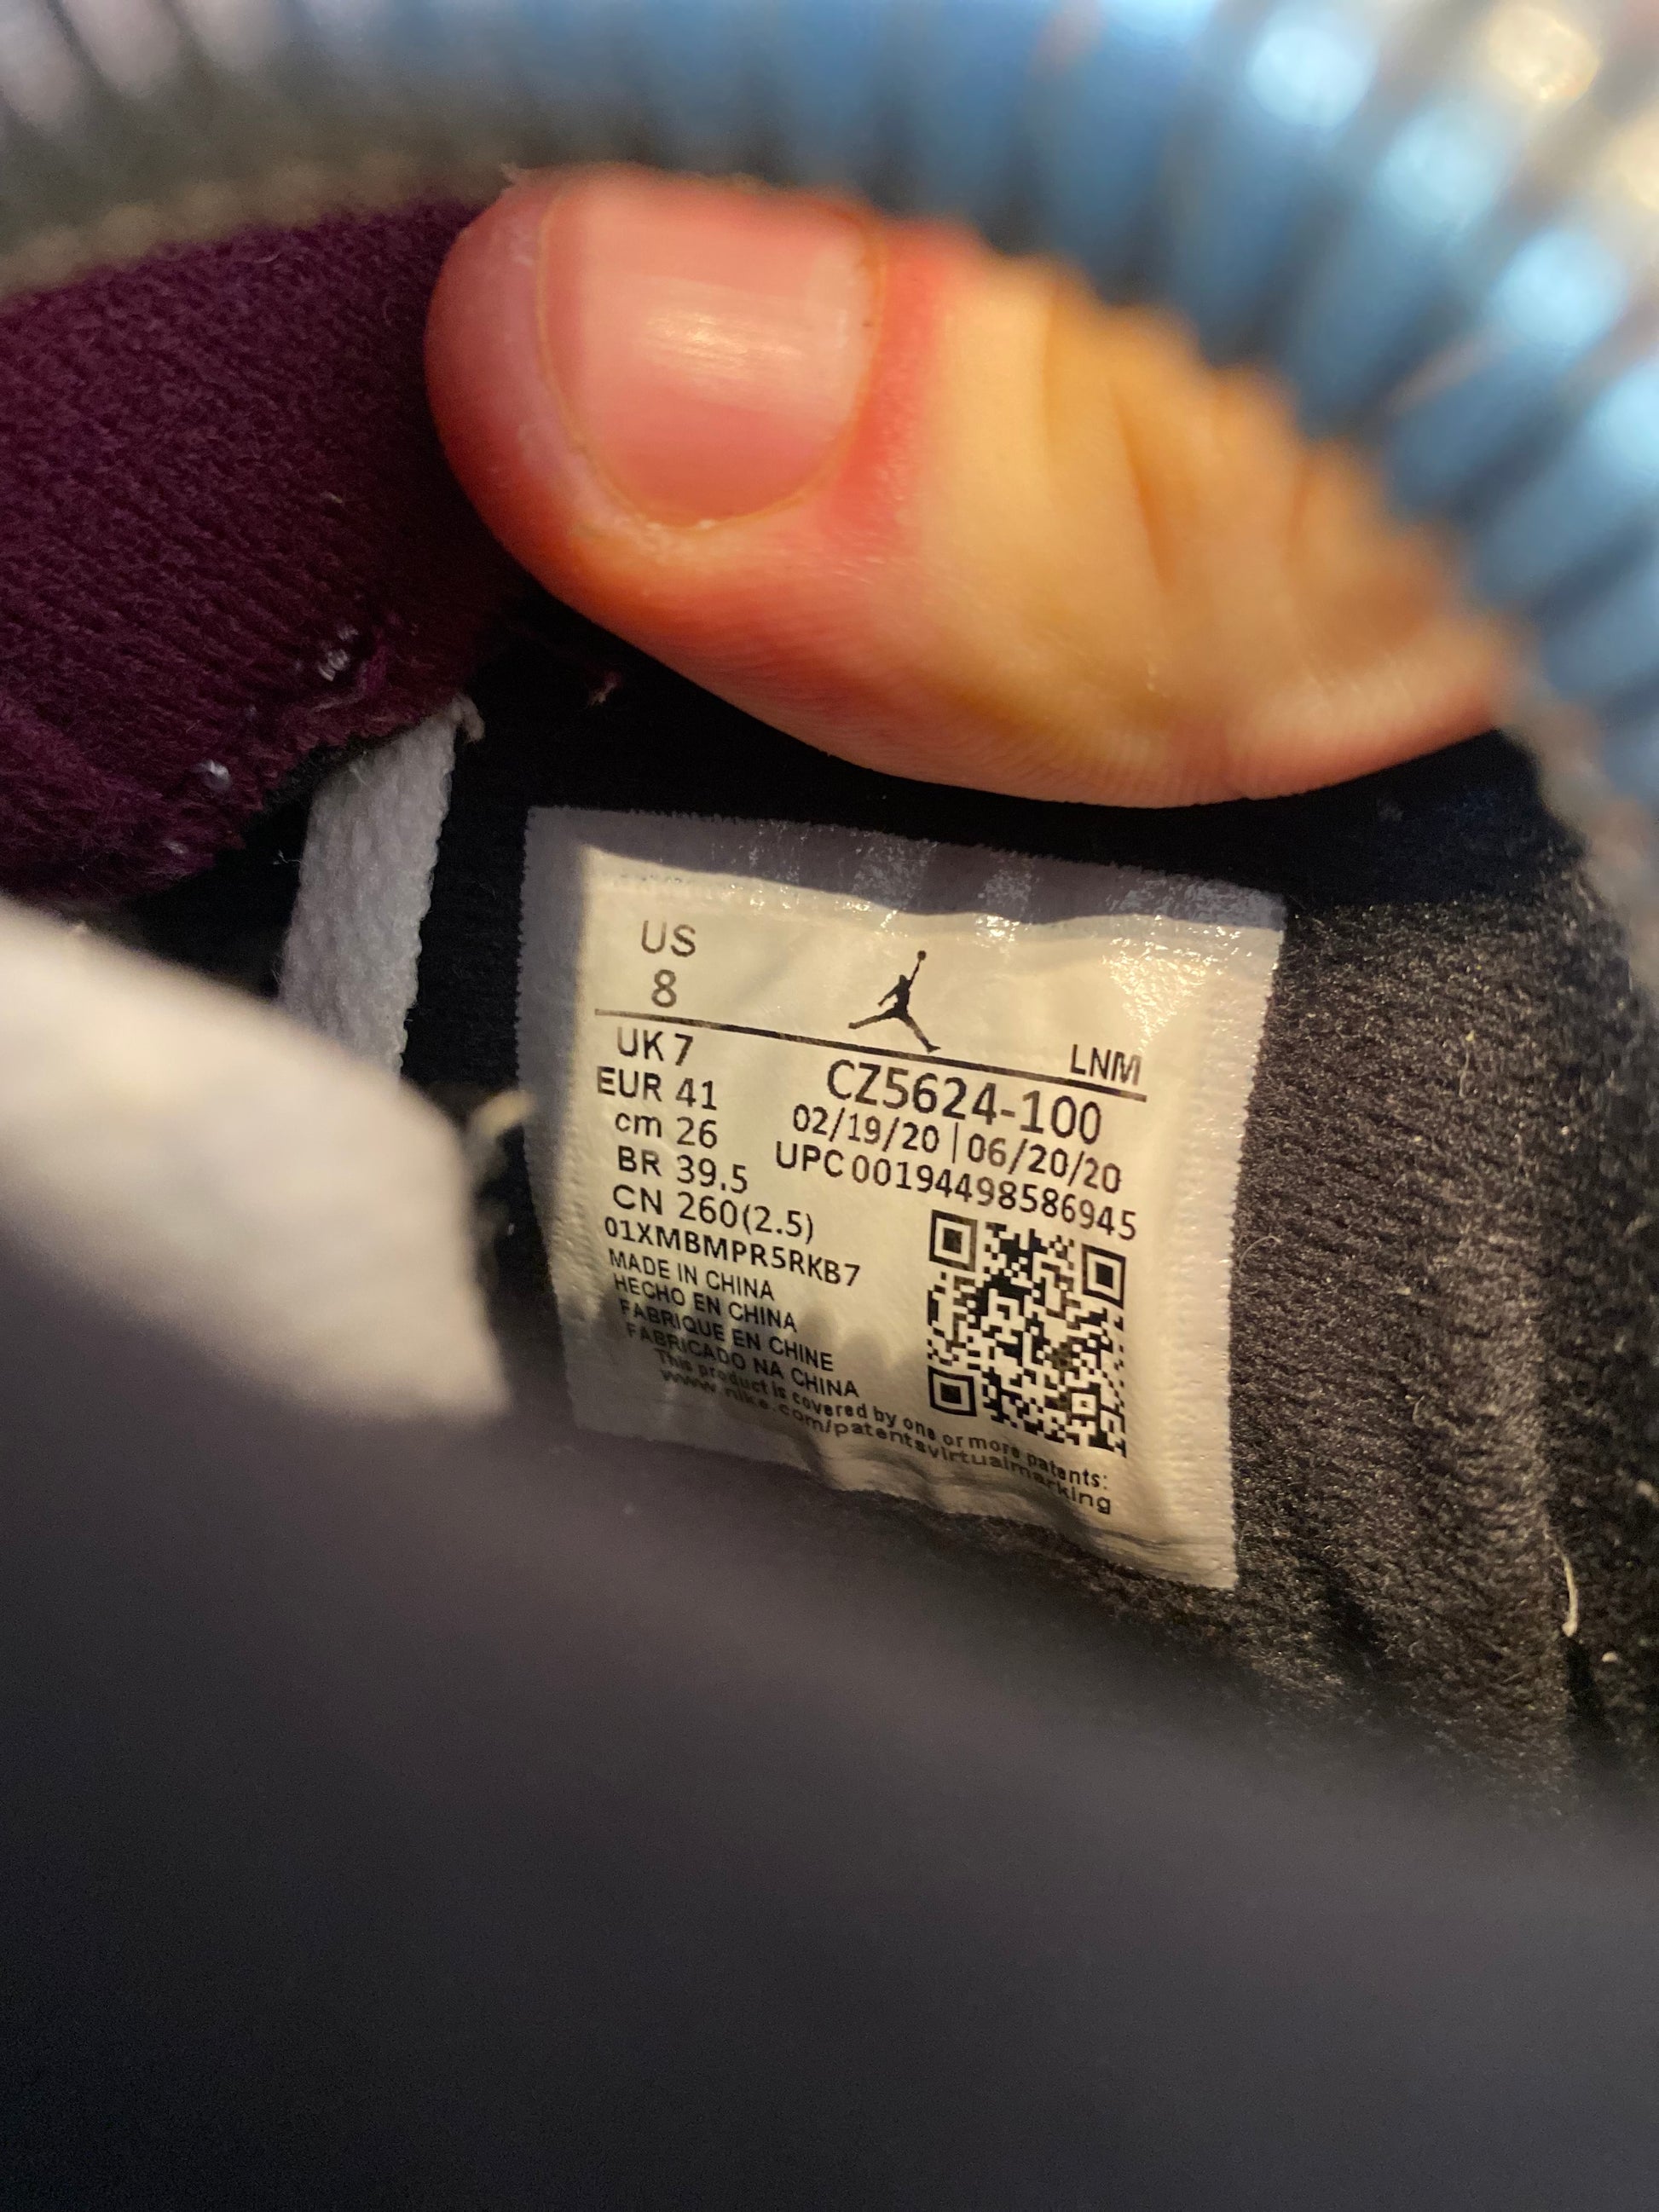 US
8
LNM
UK 7
EUR 41
cm 26
BR 39.5
CN 260(2.5)
01XMBMPR5RKB7
MADE IN CHINA
HECHO EN CHINA
FABRIQUE EN CHINE
FABRICADO NA CHINA
CZ5624-100
02/19/20 | 06/20/20
UPC 00194498586945
This product is covered by one or more patents:
www.nike.com/patentsvirtualmarking